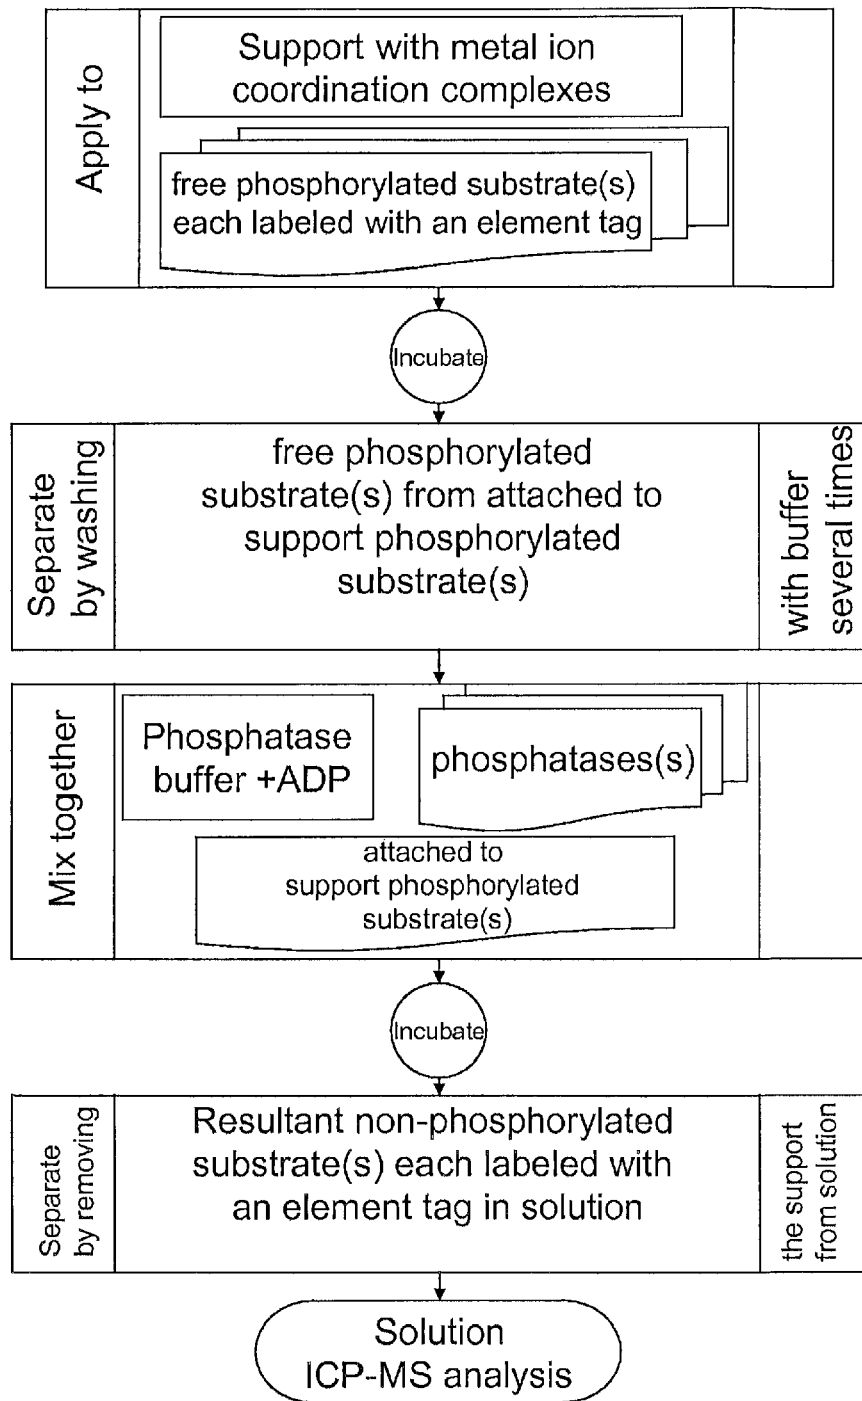 Apply to
Support with metal ion
coordination complexes
free phosphorylated substrate(s)
each labeled with an element tag
Incubate
Separate
by washing
free phosphorylated
substrate(s) from attached to
support phosphorylated
substrate(s)
with buffer
several times
Mix together
Phosphatase
buffer +ADP
phosphatases(s)
attached to
support phosphorylated
substrate(s)
Incubate
Separate
by removing
Resultant non-phosphorylated
substrate(s) each labeled with
an element tag in solution
the support
from solution
Solution
ICP-MS analysis